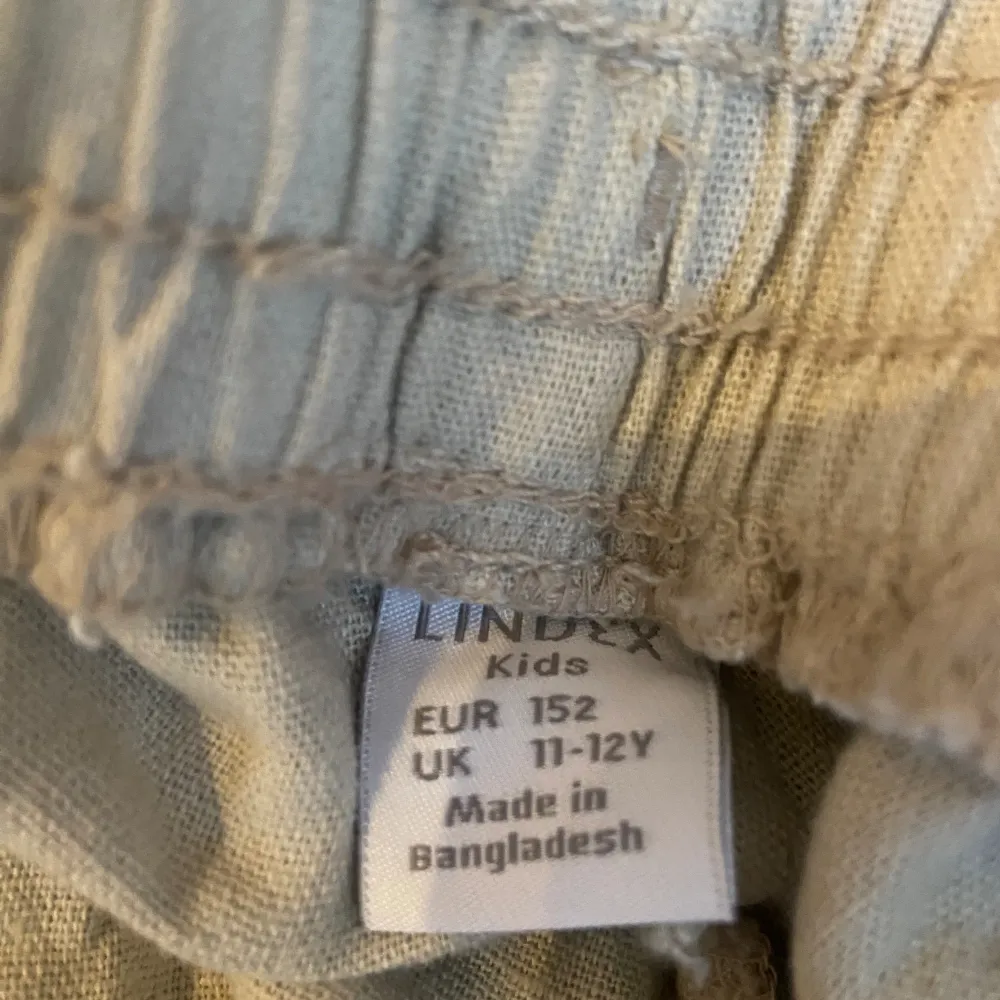 LINDEX
Kids
EUR 152
UK 11-12Y
Made in
Bangladesh